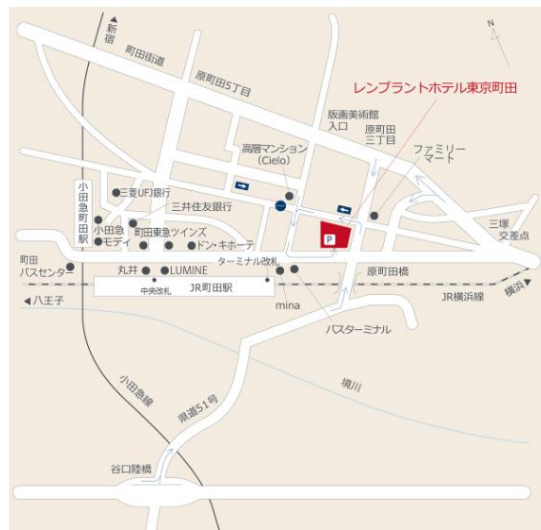 N
新宿
町田街道
原町田5丁目
レンブラントホテル東京町田
版画美術館
入口
原町田
三丁目
高層マンション
(Cielo)
ファミリー
マート
三菱UFJ銀行
小田急町田駅
三井住友銀行
小田急
モディ
町田東急ツインズ
ドン・キホーテ
P
三塚
交差点
町田
バスセンター
丸井
LUMINE
ターミナル改札
原町田橋
中央改札
JR町田駅
JR横浜線
横浜
八王子
mina
バスターミナル
小田急線
県道51号
境川
谷口陸橋